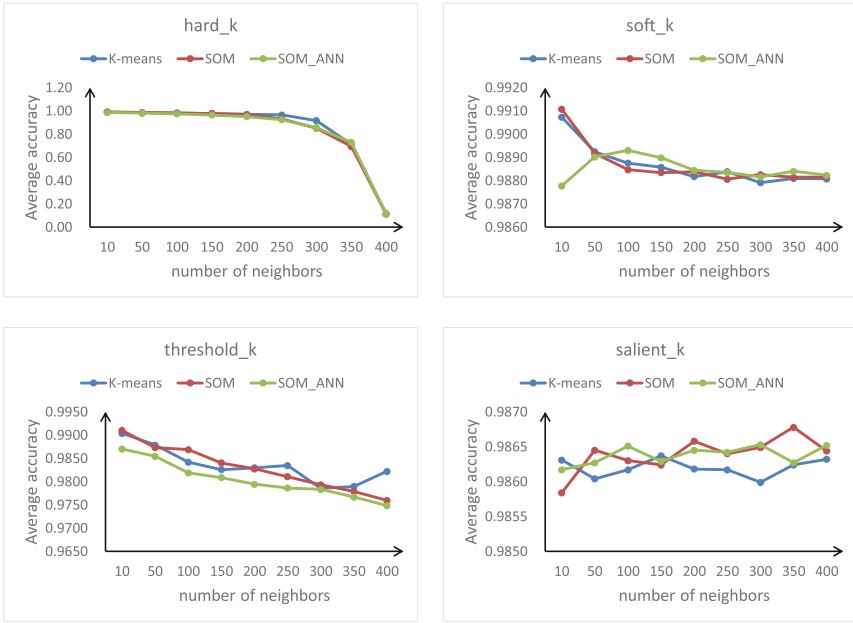 hard_k
K-means SOM SOM_ANN
Average accuracy
1.20
1.00
0.80
0.60
0.40
0.20
0.00
10 50 100 150 200 250 300 350 400
number of neighbors
soft_k
K-means SOM SOM_ANN
Average accuracy
0.9920
0.9910
0.9900
0.9890
0.9880
0.9870
0.9860
10 50 100 150 200 250 300 350 400
number of neighbors
threshold_k
K-means SOM SOM_ANN
Average accuracy
0.9950
0.9900
0.9850
0.9800
0.9750
0.9700
0.9650
10 50 100 150 200 250 300 350 400
number of neighbors
salient_k
K-means SOM SOM_ANN
Average accuracy
0.9870
0.9865
0.9860
0.9855
0.9850
10 50 100 150 200 250 300 350 400
number of neighbors